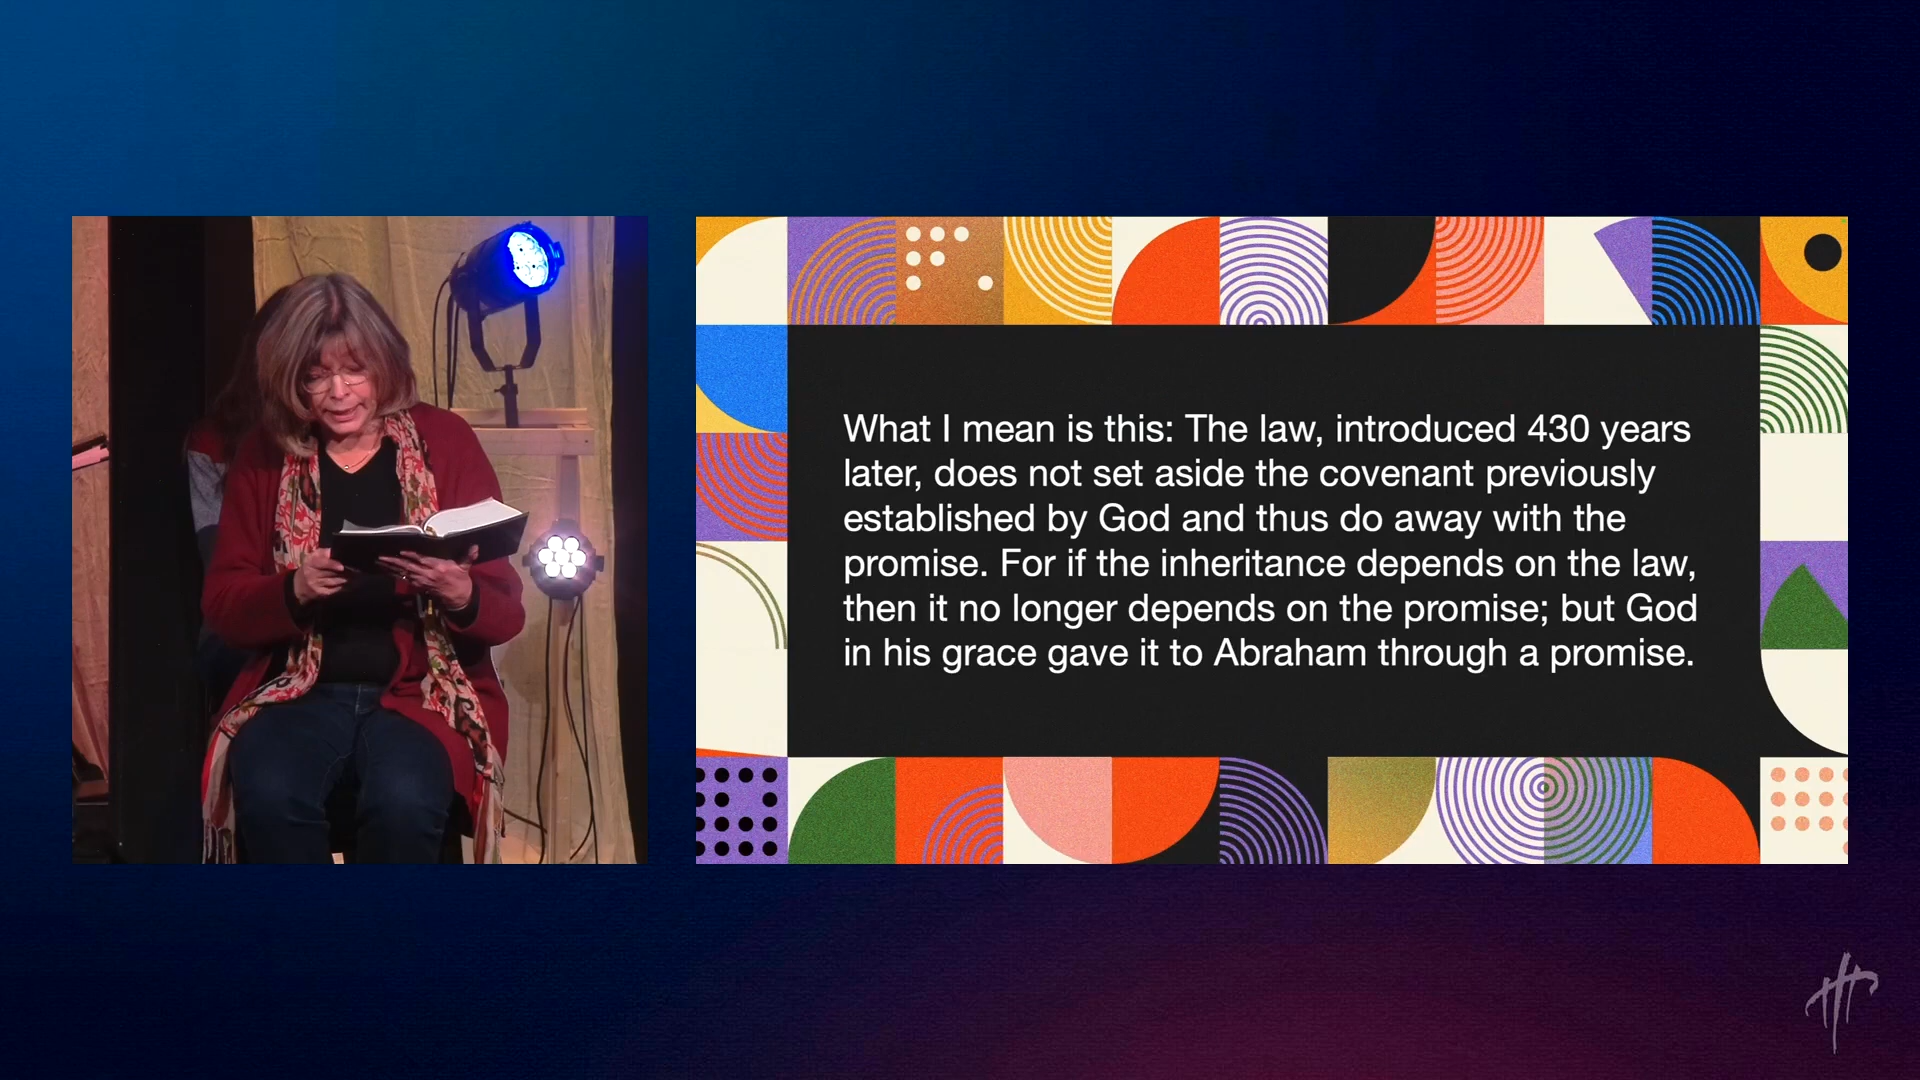 What I mean is this: The law, introduced 430 years
later, does not set aside the covenant previously
established by God and thus do away with the
promise. For if the inheritance depends on the law,
then it no longer depends on the promise; but God
in his grace gave it to Abraham through a promise.